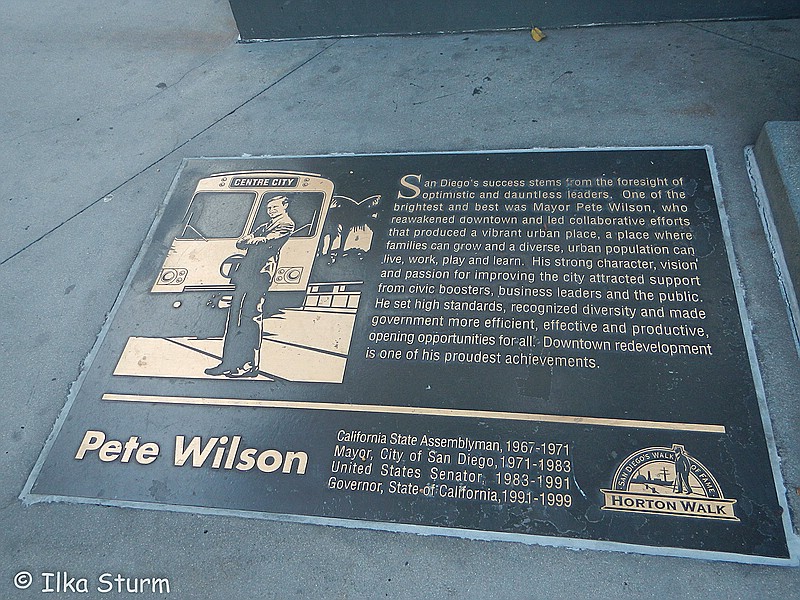 CENTRE CITY
San Diego's success stems from the foresight of
optimistic and dauntless leaders. One of the
brightest and best was Mayor Pete Wilson, who
reawakened downtown and led collaborative efforts
that produced a vibrant urban place, a place where
families can grow and a diverse, urban population can
live, work, play and learn. His strong character, vision
and passion for improving the city attracted support
from civic boosters, business leaders and the public.
He set high standards, recognized diversity and made
government more efficient, effective and productive,
opening opportunities for all. Downtown redevelopment
is one of his proudest achievements.
Pete Wilson
California State Assemblyman, 1967-1971
Mayor, City of San Diego, 1971-1983
United States Senator, 1983-1991
Governor, State of California, 1991-1999
SAN DIEGO'S WALK OF FAME
HORTON WALK
© Ilka Sturm